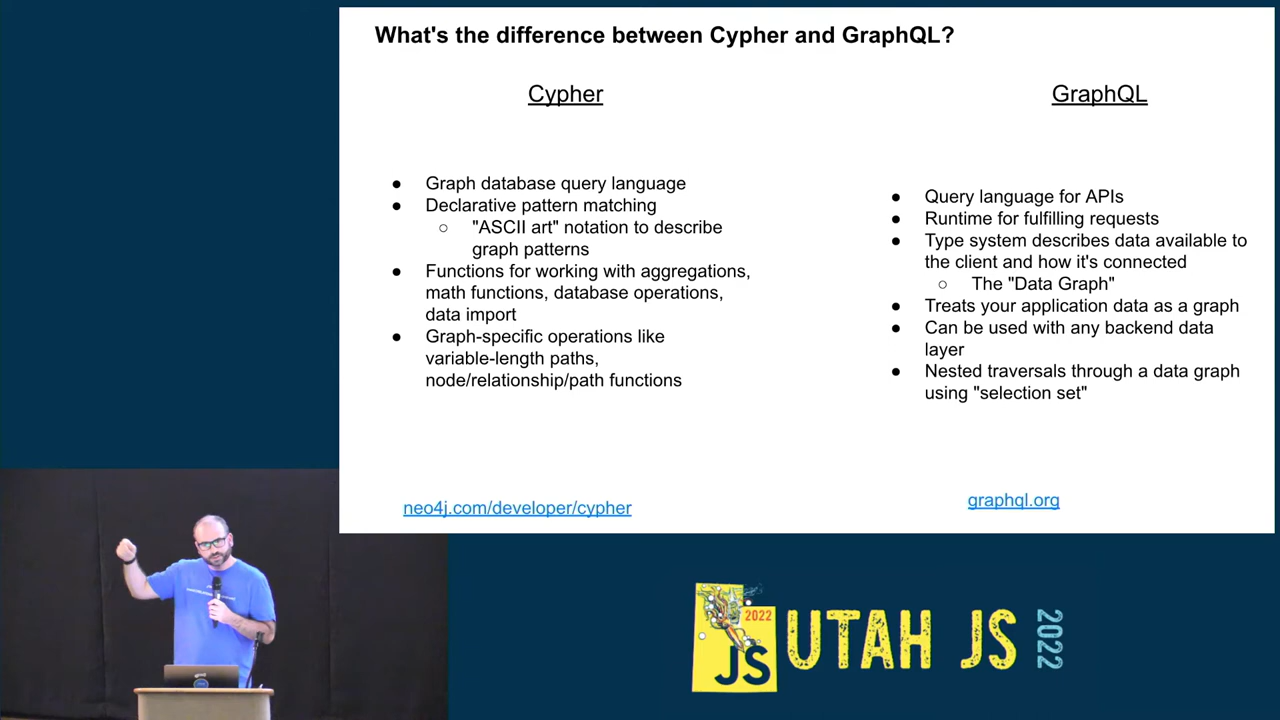 What's the difference between Cypher and GraphQL?
Cypher
● Graph database query language
● Declarative pattern matching
○ "ASCII art" notation to describe
graph patterns
● Functions for working with aggregations,
math functions, database operations,
data import
● Graph-specific operations like
variable-length paths,
node/relationship/path functions
neo4j.com/developer/cypher
GraphQL
● Query language for APIs
● Runtime for fulfilling requests
● Type system describes data available to
the client and how it's connected
○ The "Data Graph"
● Treats your application data as a graph
● Can be used with any backend data
layer
● Nested traversals through a data graph
using "selection set"
graphql.org
2022
JS
UTAH JS
2022